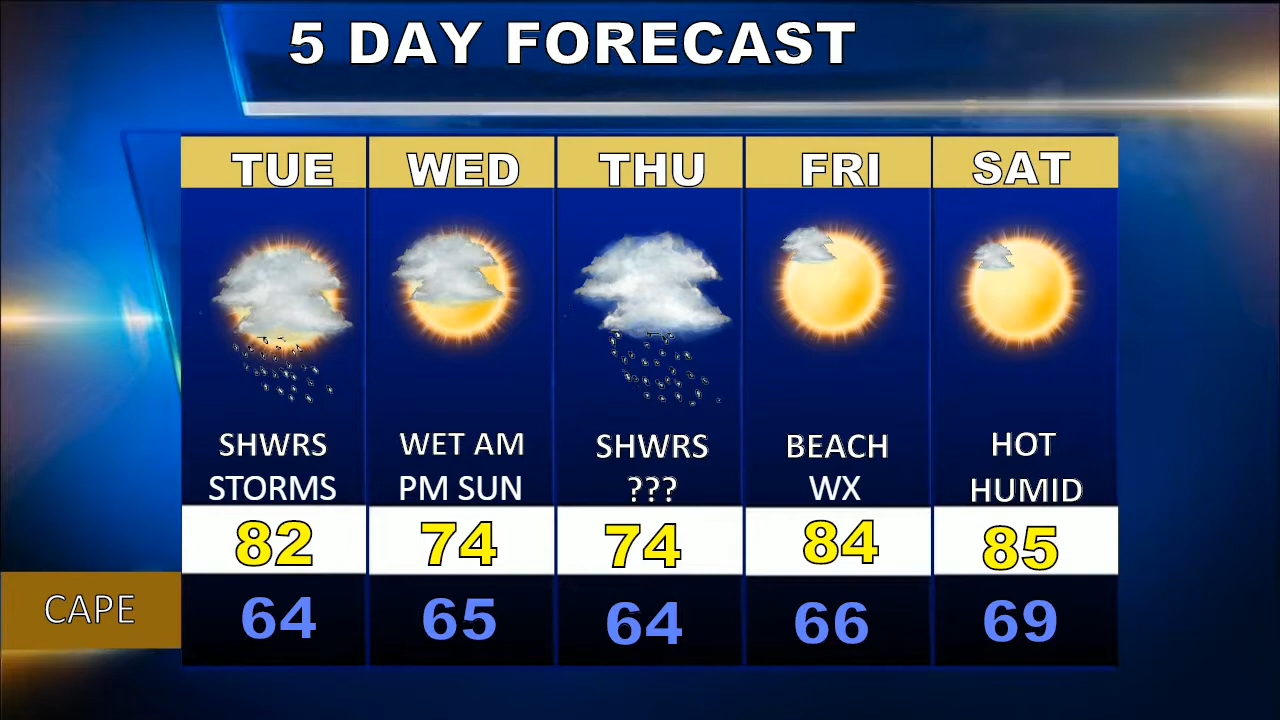 5 DAY FORECAST
TUE WED THU FRI SAT
SHWRS WET AM SHWRS BEACH HOT
STORMS PM SUN ??? WX HUMID
82 74 74 84 85
CAPE 64 65 64 66 69